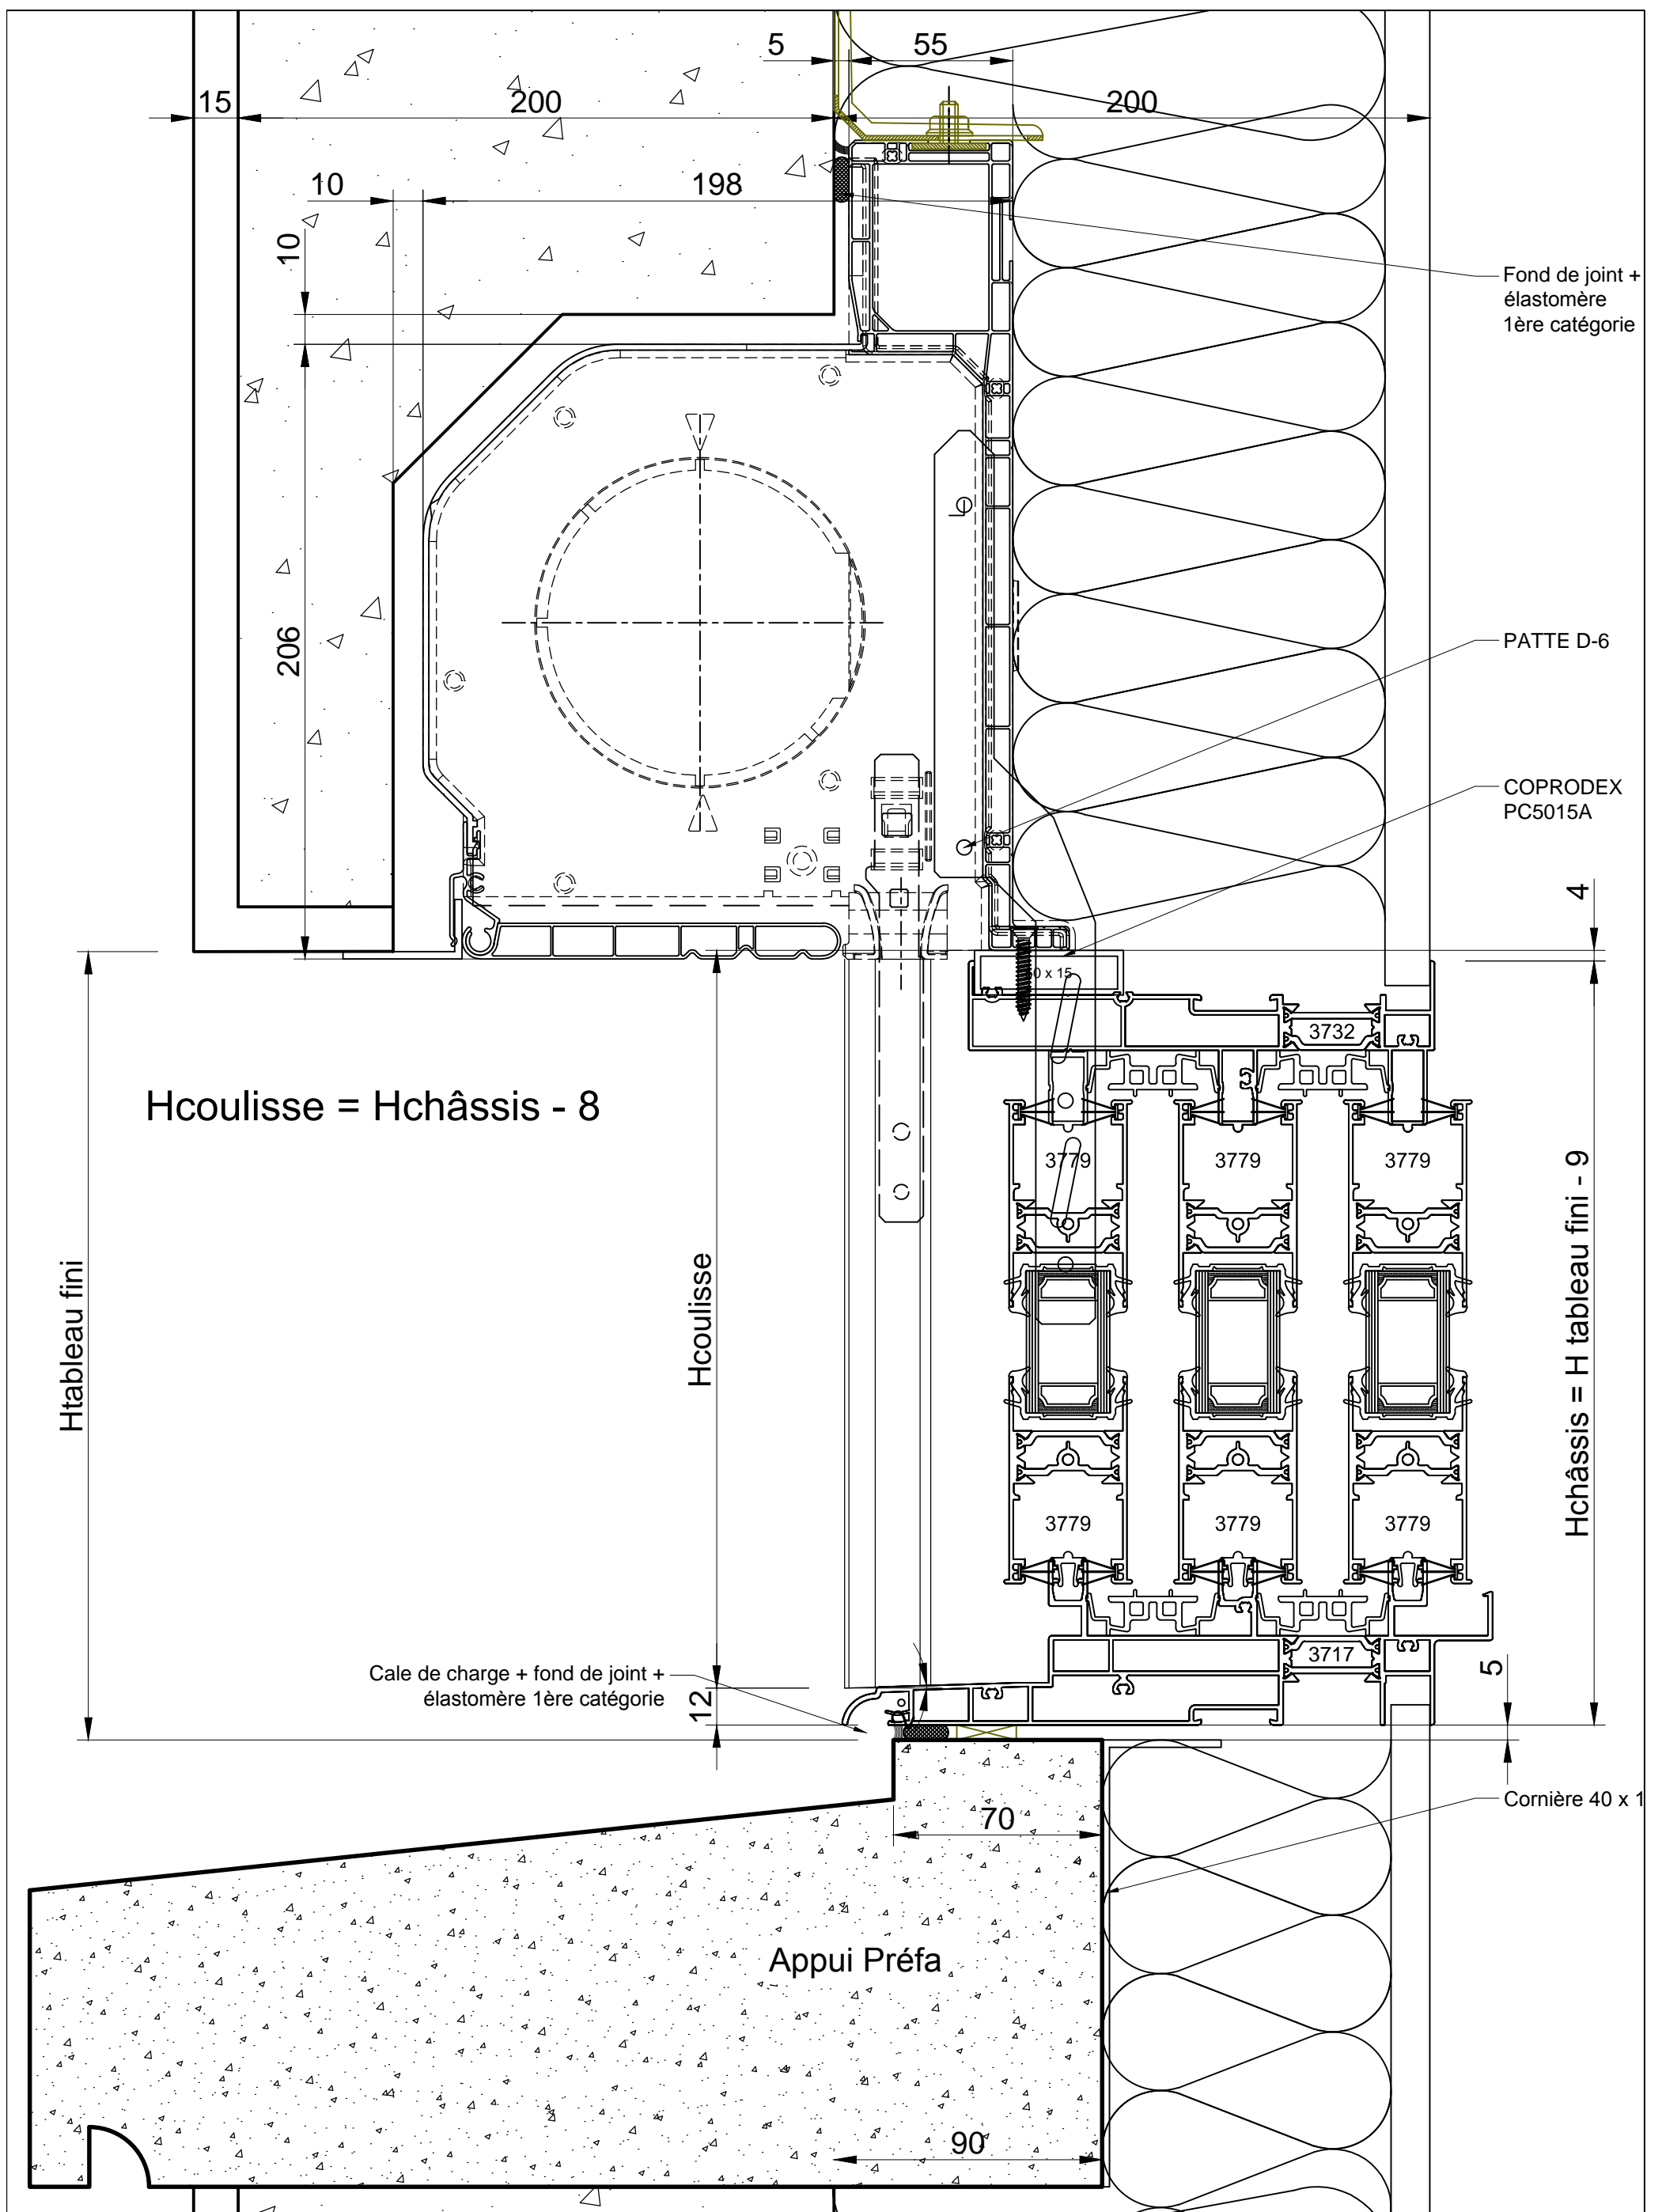 5
55
15
200
200
10
198
10
Fond de joint +
élastomère
1ère catégorie
206
PATTE D-6
COPRODEX
PC5015A
4
3732
Hcoulisse = Hchâssis - 8
3779
3779
3779
Htableau fini
Hcoulisse
Hchâssis = H tableau fini - 9
3779
3779
3779
3717
Cale de charge + fond de joint +
élastomère 1ère catégorie
12
5
70
Cornière 40 x 1
Appui Préfa
90